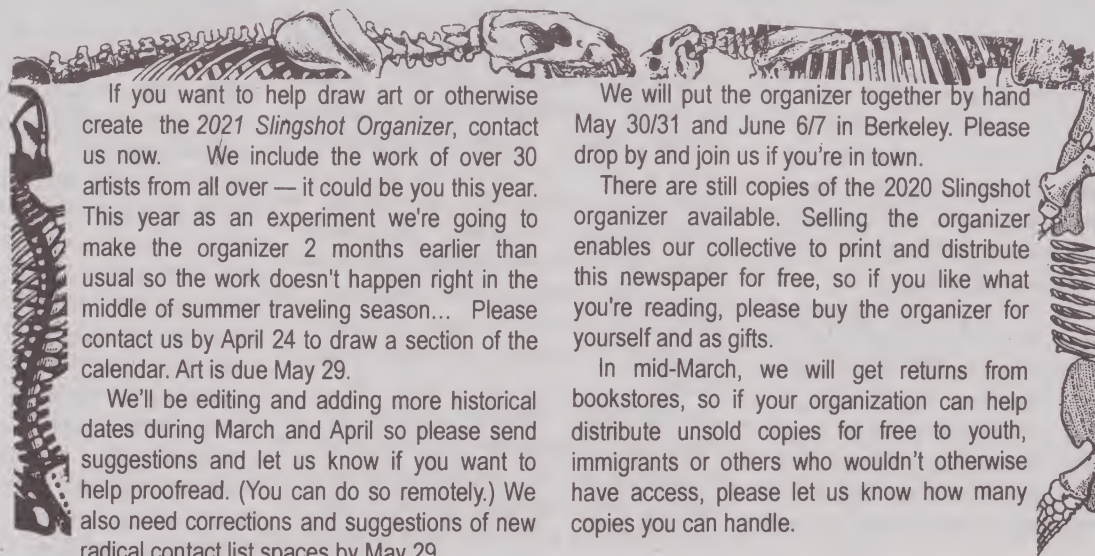 If you want to help draw art or otherwise
create the 2021 Slingshot Organizer, contact
us now. We include the work of over 30
artists from all over — it could be you this year.
This year as an experiment we're going to
make the organizer 2 months earlier than
usual so the work doesn't happen right in the
middle of summer traveling season... Please
contact us by April 24 to draw a section of the
calendar. Art is due May 29.
We'll be editing and adding more historical
dates during March and April so please send
suggestions and let us know if you want to
help proofread. (You can do so remotely.) We
also need corrections and suggestions of new
radical contact list spaces by May 29
We will put the organizer together by hand
May 30/31 and June 6/7 in Berkeley. Please
drop by and join us if you're in town.
There are still copies of the 2020 Slingshot
organizer available. Selling the organizer
enables our collective to print and distribute
this newspaper for free, so if you like what
you're reading, please buy the organizer for
yourself and as gifts.
In mid-March, we will get returns from
bookstores, so if your organization can help
distribute unsold copies for free to youth,
immigrants or others who wouldn't otherwise
have access, please let us know how many
copies you can handle.